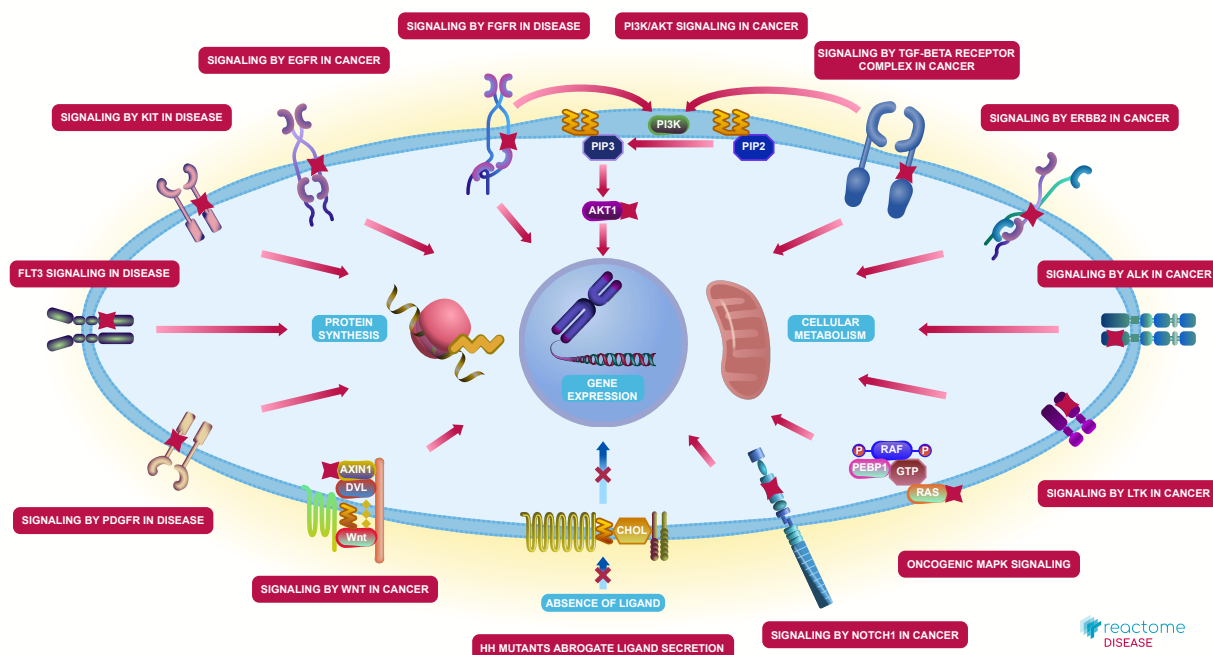 SIGNALING BY FGFR IN DISEASE
PI3K/AKT SIGNALING IN CANCER
SIGNALING BY EGFR IN CANCER
SIGNALING BY TGF-BETA RECEPTOR
COMPLEX IN CANCER
SIGNALING BY KIT IN DISEASE
SIGNALING BY ERBB2 IN CANCER
PI3K
PIP3
PIP2
AKT1
FLT3 SIGNALING IN DISEASE
SIGNALING BY ALK IN CANCER
PROTEIN
SYNTHESIS
CELLULAR
METABOLISM
GENE
EXPRESSION
P
RAF
P
PEBP1
GTP
RAS
AXIN1
DVL
Wnt
CHOL
SIGNALING BY PDGFR IN DISEASE
SIGNALING BY LTK IN CANCER
ONCOGENIC MAPK SIGNALING
SIGNALING BY WNT IN CANCER
ABSENCE OF LIGAND
SIGNALING BY NOTCH1 IN CANCER
HH MUTANTS ABROGATE LIGAND SECRETION
reactome
DISEASE